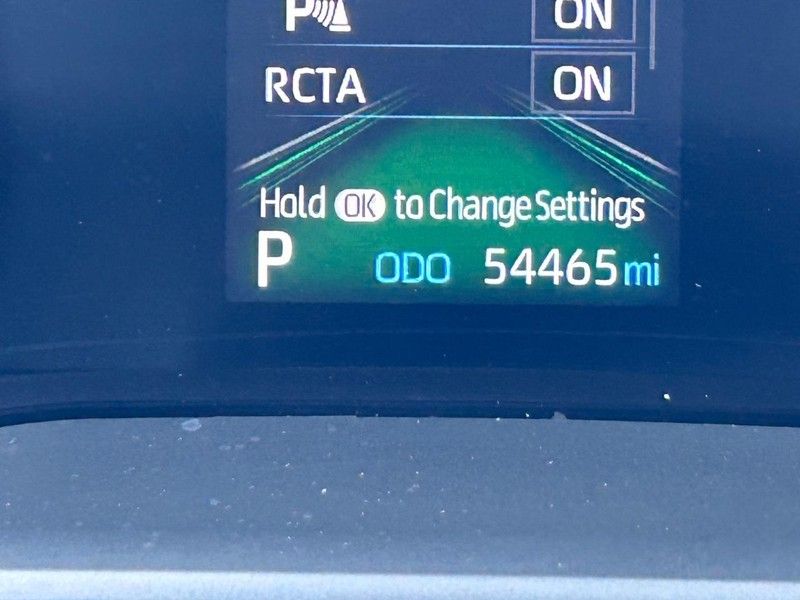 P ON
RCTA ON
Hold OK to Change Settings
P ODO 54465 mi